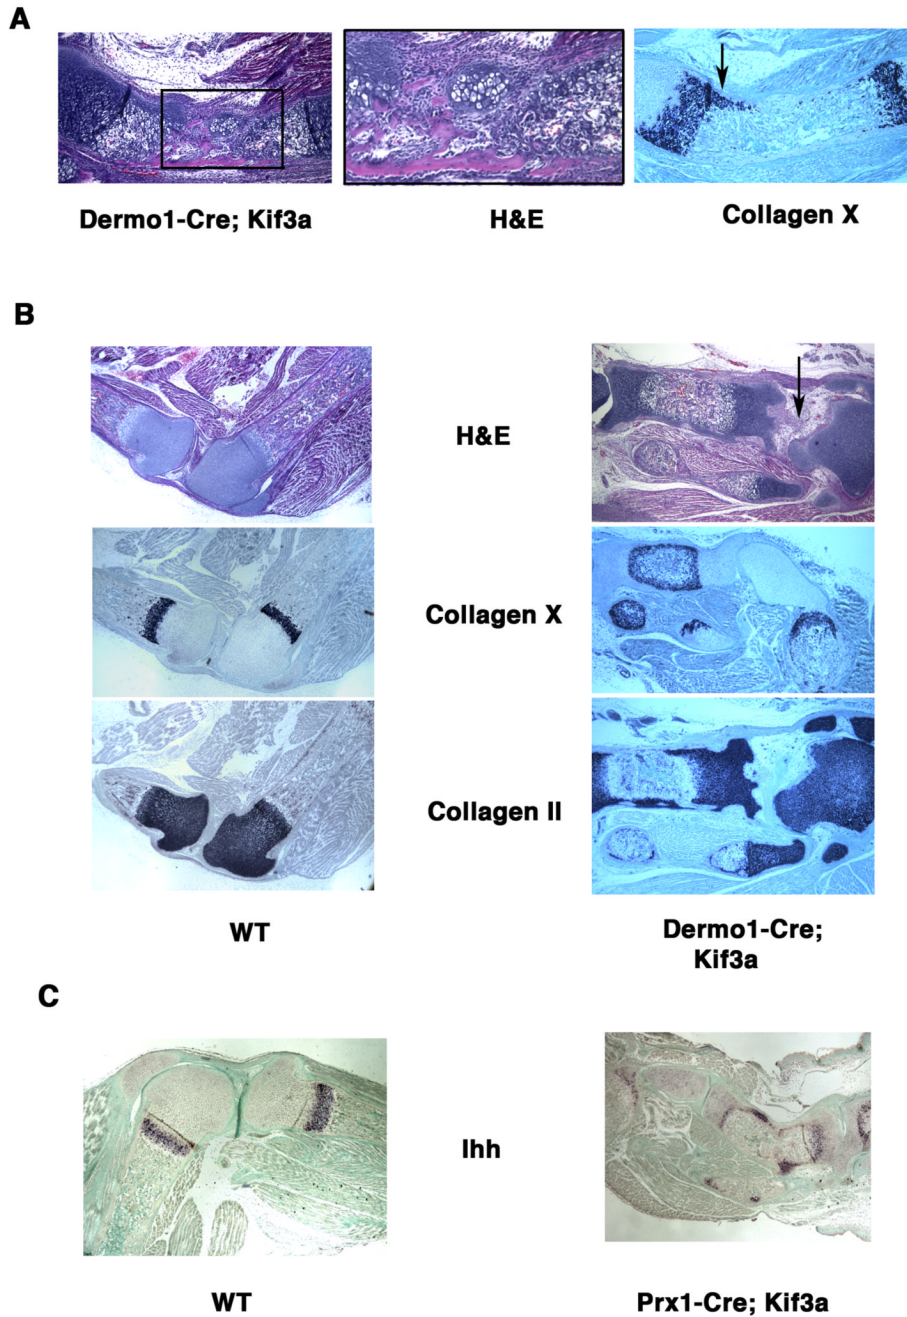 A
Dermo1-Cre; Kif3a
H&E
Collagen X
B
H&E
Collagen X
Collagen II
WT
Dermo1-Cre;
Kif3a
C
Ihh
WT
Prx1-Cre; Kif3a